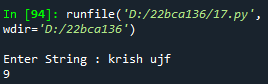 In [94]: runfile('D:/22bca136/17.py',
wdir='D:/22bca136')
Enter String : krish ujf
9